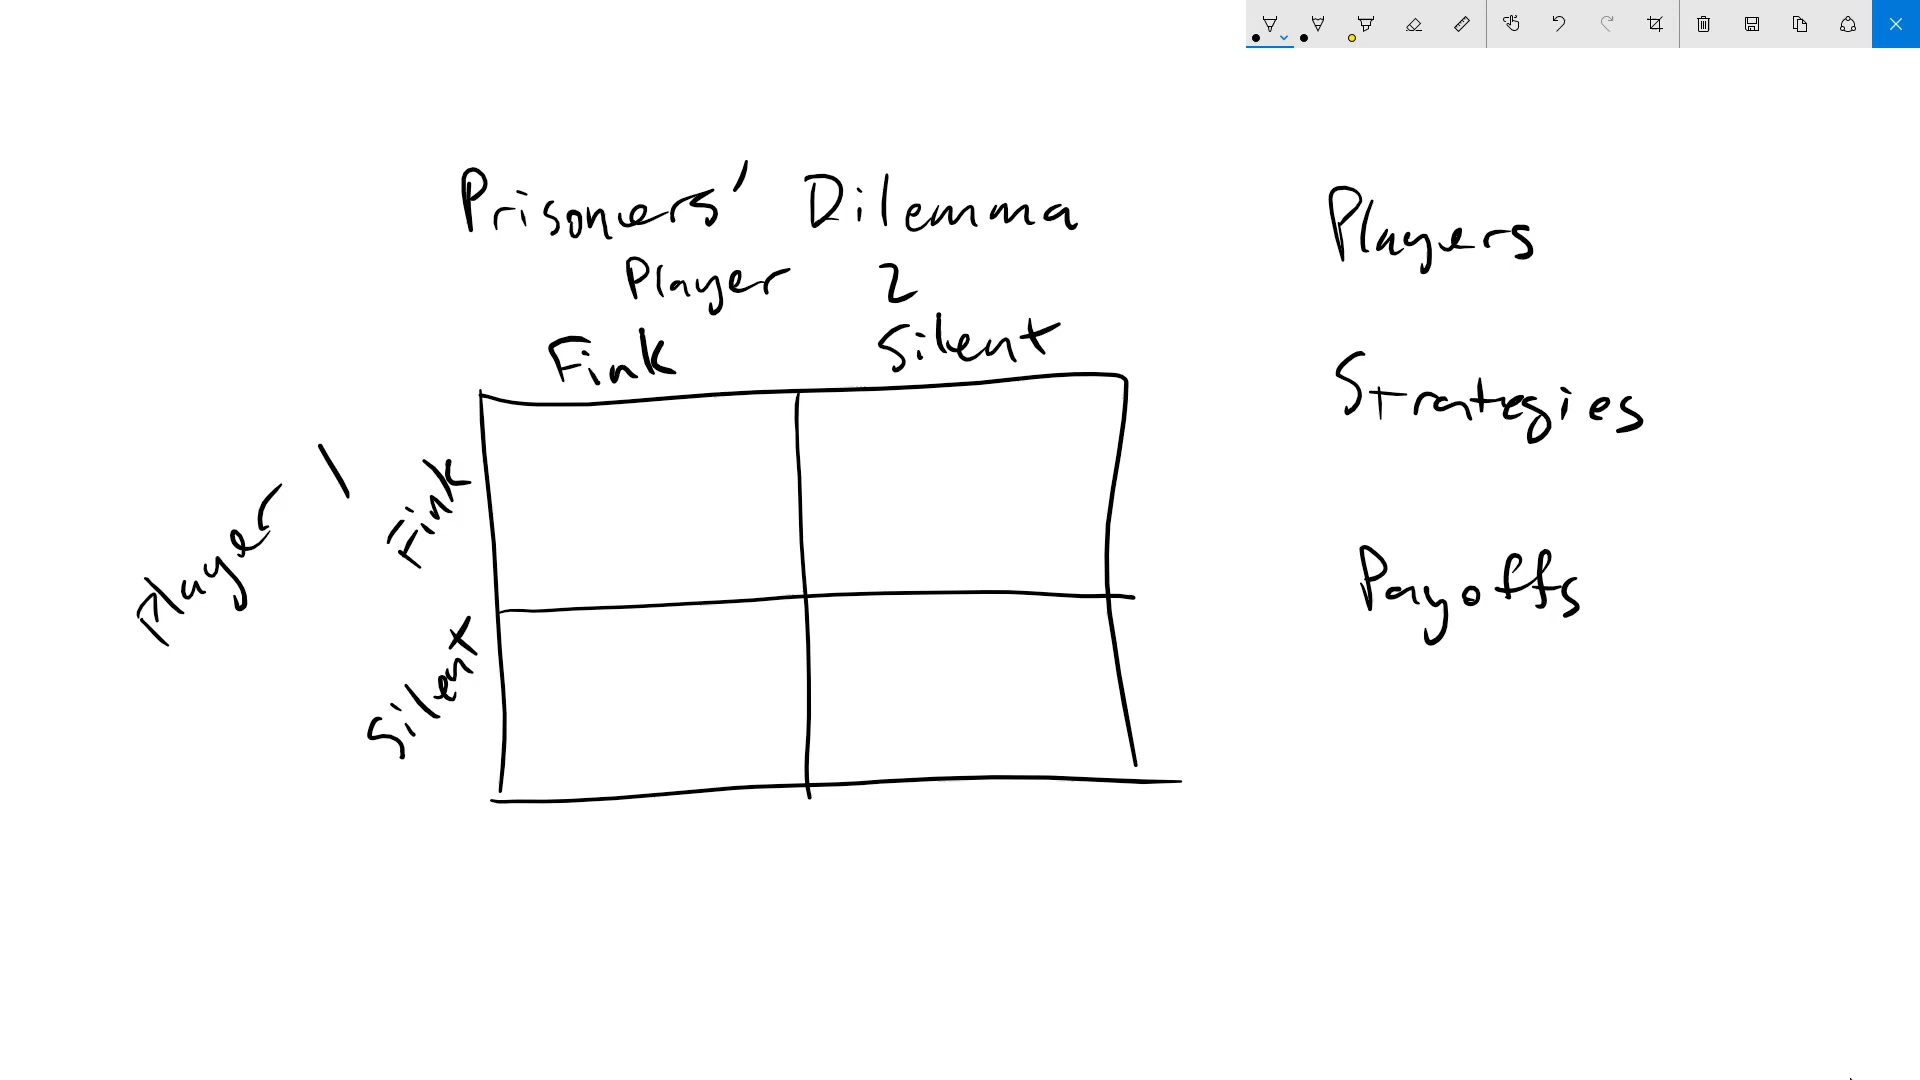 Prisoners' Dilemma
Player 2
Fink Silent
Player 1
Fink
Silent
Players
Strategies
Payoffs